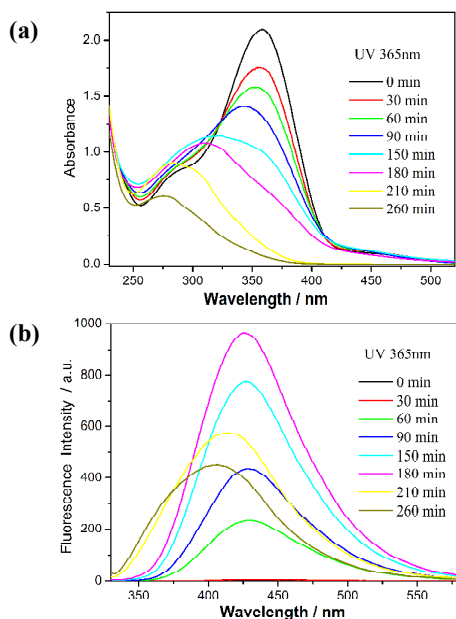 (a)
2.0
1.5
1.0
0.5
0.0
Absorbance
UV 365nm
0 min
30 min
60 min
90 min
150 min
180 min
210 min
260 min
250 300 350 400 450 500
Wavelength / nm
(b)
1000
800
600
400
200
0
Fluorescence Intensity / a.u.
UV 365nm
0 min
30 min
60 min
90 min
150 min
180 min
210 min
260 min
350 400 450 500 550
Wavelength / nm